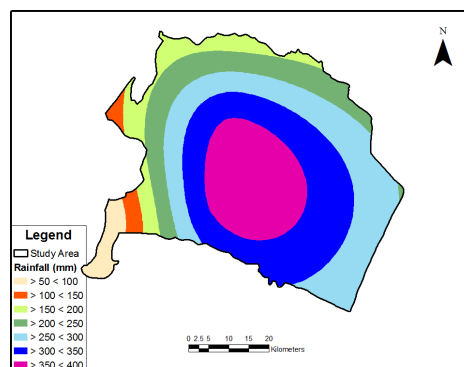 N
Legend
Study Area
Rainfall (mm)
> 50 < 100
> 100 < 150
> 150 < 200
> 200 < 250
> 250 < 300
> 300 < 350
> 350 < 400
0 2.5 5 10 15 20
Kilometers